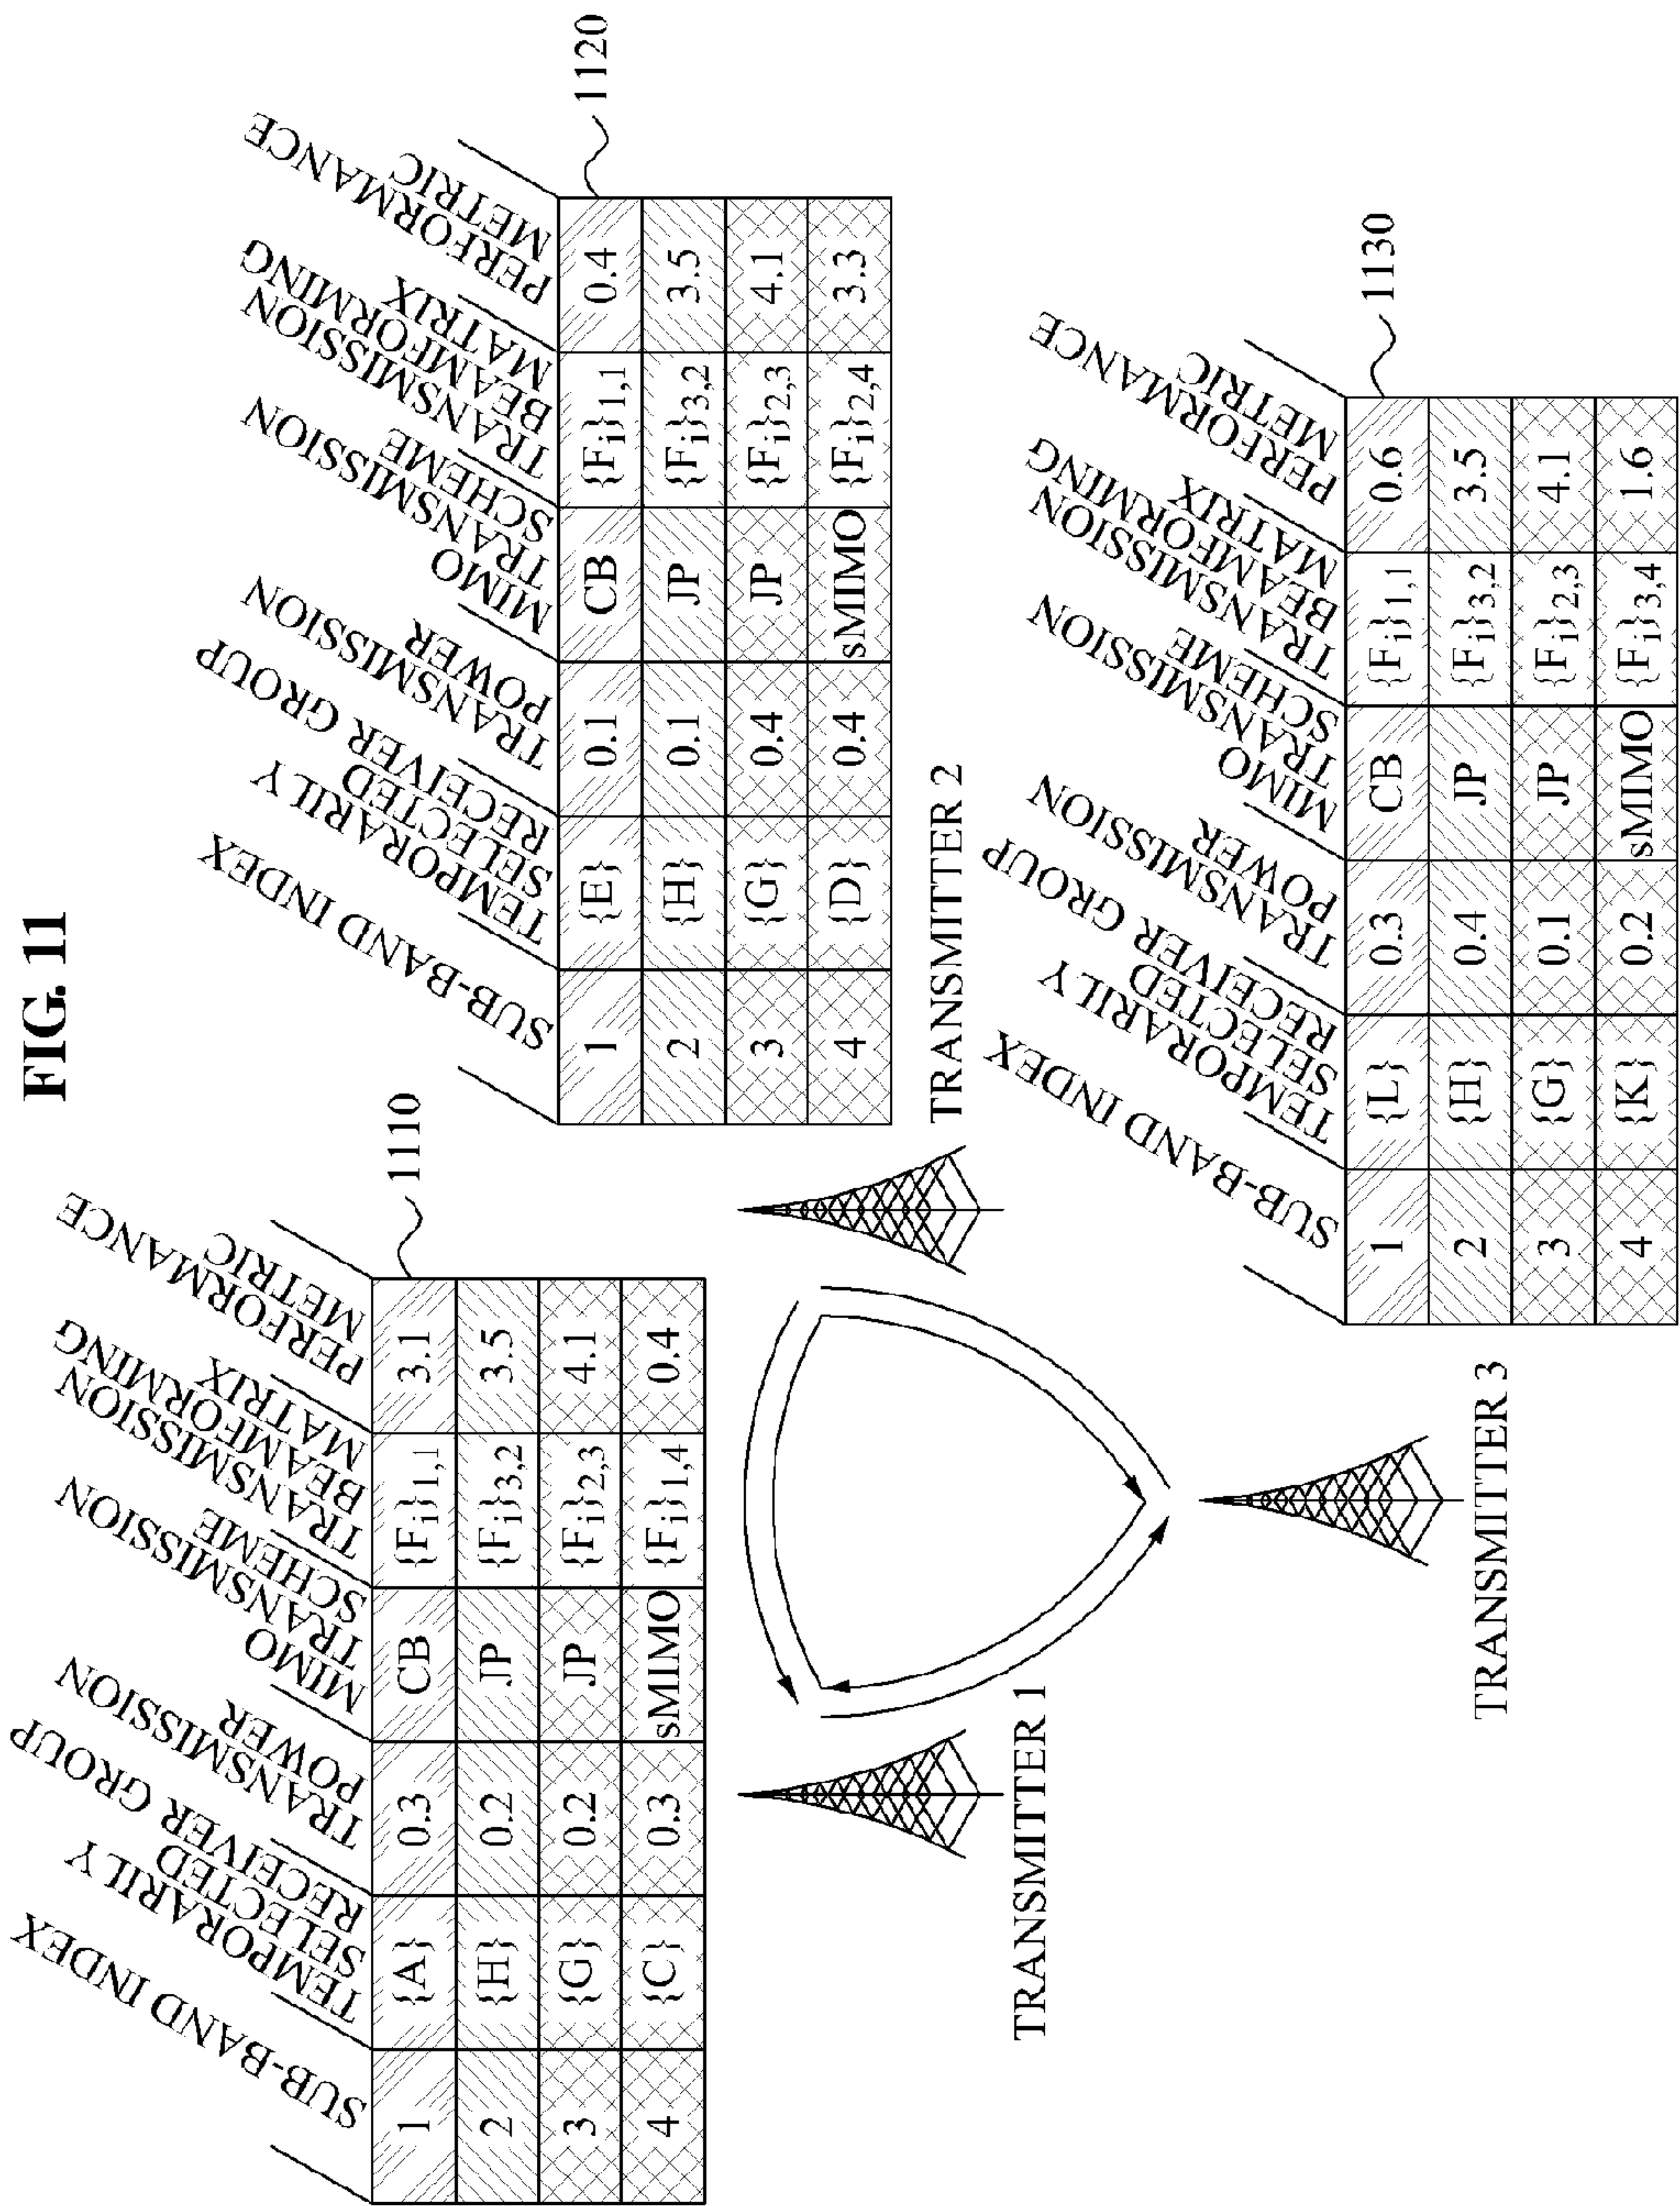 FIG. 11
SUB-BAND INDEX
TEMPORARILY
SELECTED
RECEIVER GROUP
TRANSMISSION
POWER
MIMO
TRANSMISSION
SCHEME
TRANSMISSION
BEAMFORMING
MATRIX
PERFORMANCE
METRIC
1110
1 {A} 0.3 CB {Fi}1,1 3.1
2 {H} 0.2 JP {Fi}3,2 3.5
3 {G} 0.2 JP {Fi}2,3 4.1
4 {C} 0.3 sMIMO {Fi}1,4 0.4
TRANSMITTER 1
SUB-BAND INDEX
TEMPORARILY
SELECTED
RECEIVER GROUP
TRANSMISSION
POWER
MIMO
TRANSMISSION
SCHEME
TRANSMISSION
BEAMFORMING
MATRIX
PERFORMANCE
METRIC
1120
1 {E} 0.1 CB {Fi}1,1 0.4
2 {H} 0.1 JP {Fi}3,2 3.5
3 {G} 0.4 JP {Fi}2,3 4.1
4 {D} 0.4 sMIMO {Fi}2,4 3.3
TRANSMITTER 2
SUB-BAND INDEX
TEMPORARILY
SELECTED
RECEIVER GROUP
TRANSMISSION
POWER
MIMO
TRANSMISSION
SCHEME
TRANSMISSION
BEAMFORMING
MATRIX
PERFORMANCE
METRIC
1130
1 {L} 0.3 CB {Fi}1,1 0.6
2 {H} 0.4 JP {Fi}3,2 3.5
3 {G} 0.1 JP {Fi}2,3 4.1
4 {K} 0.2 sMIMO {Fi}3,4 1.6
TRANSMITTER 3